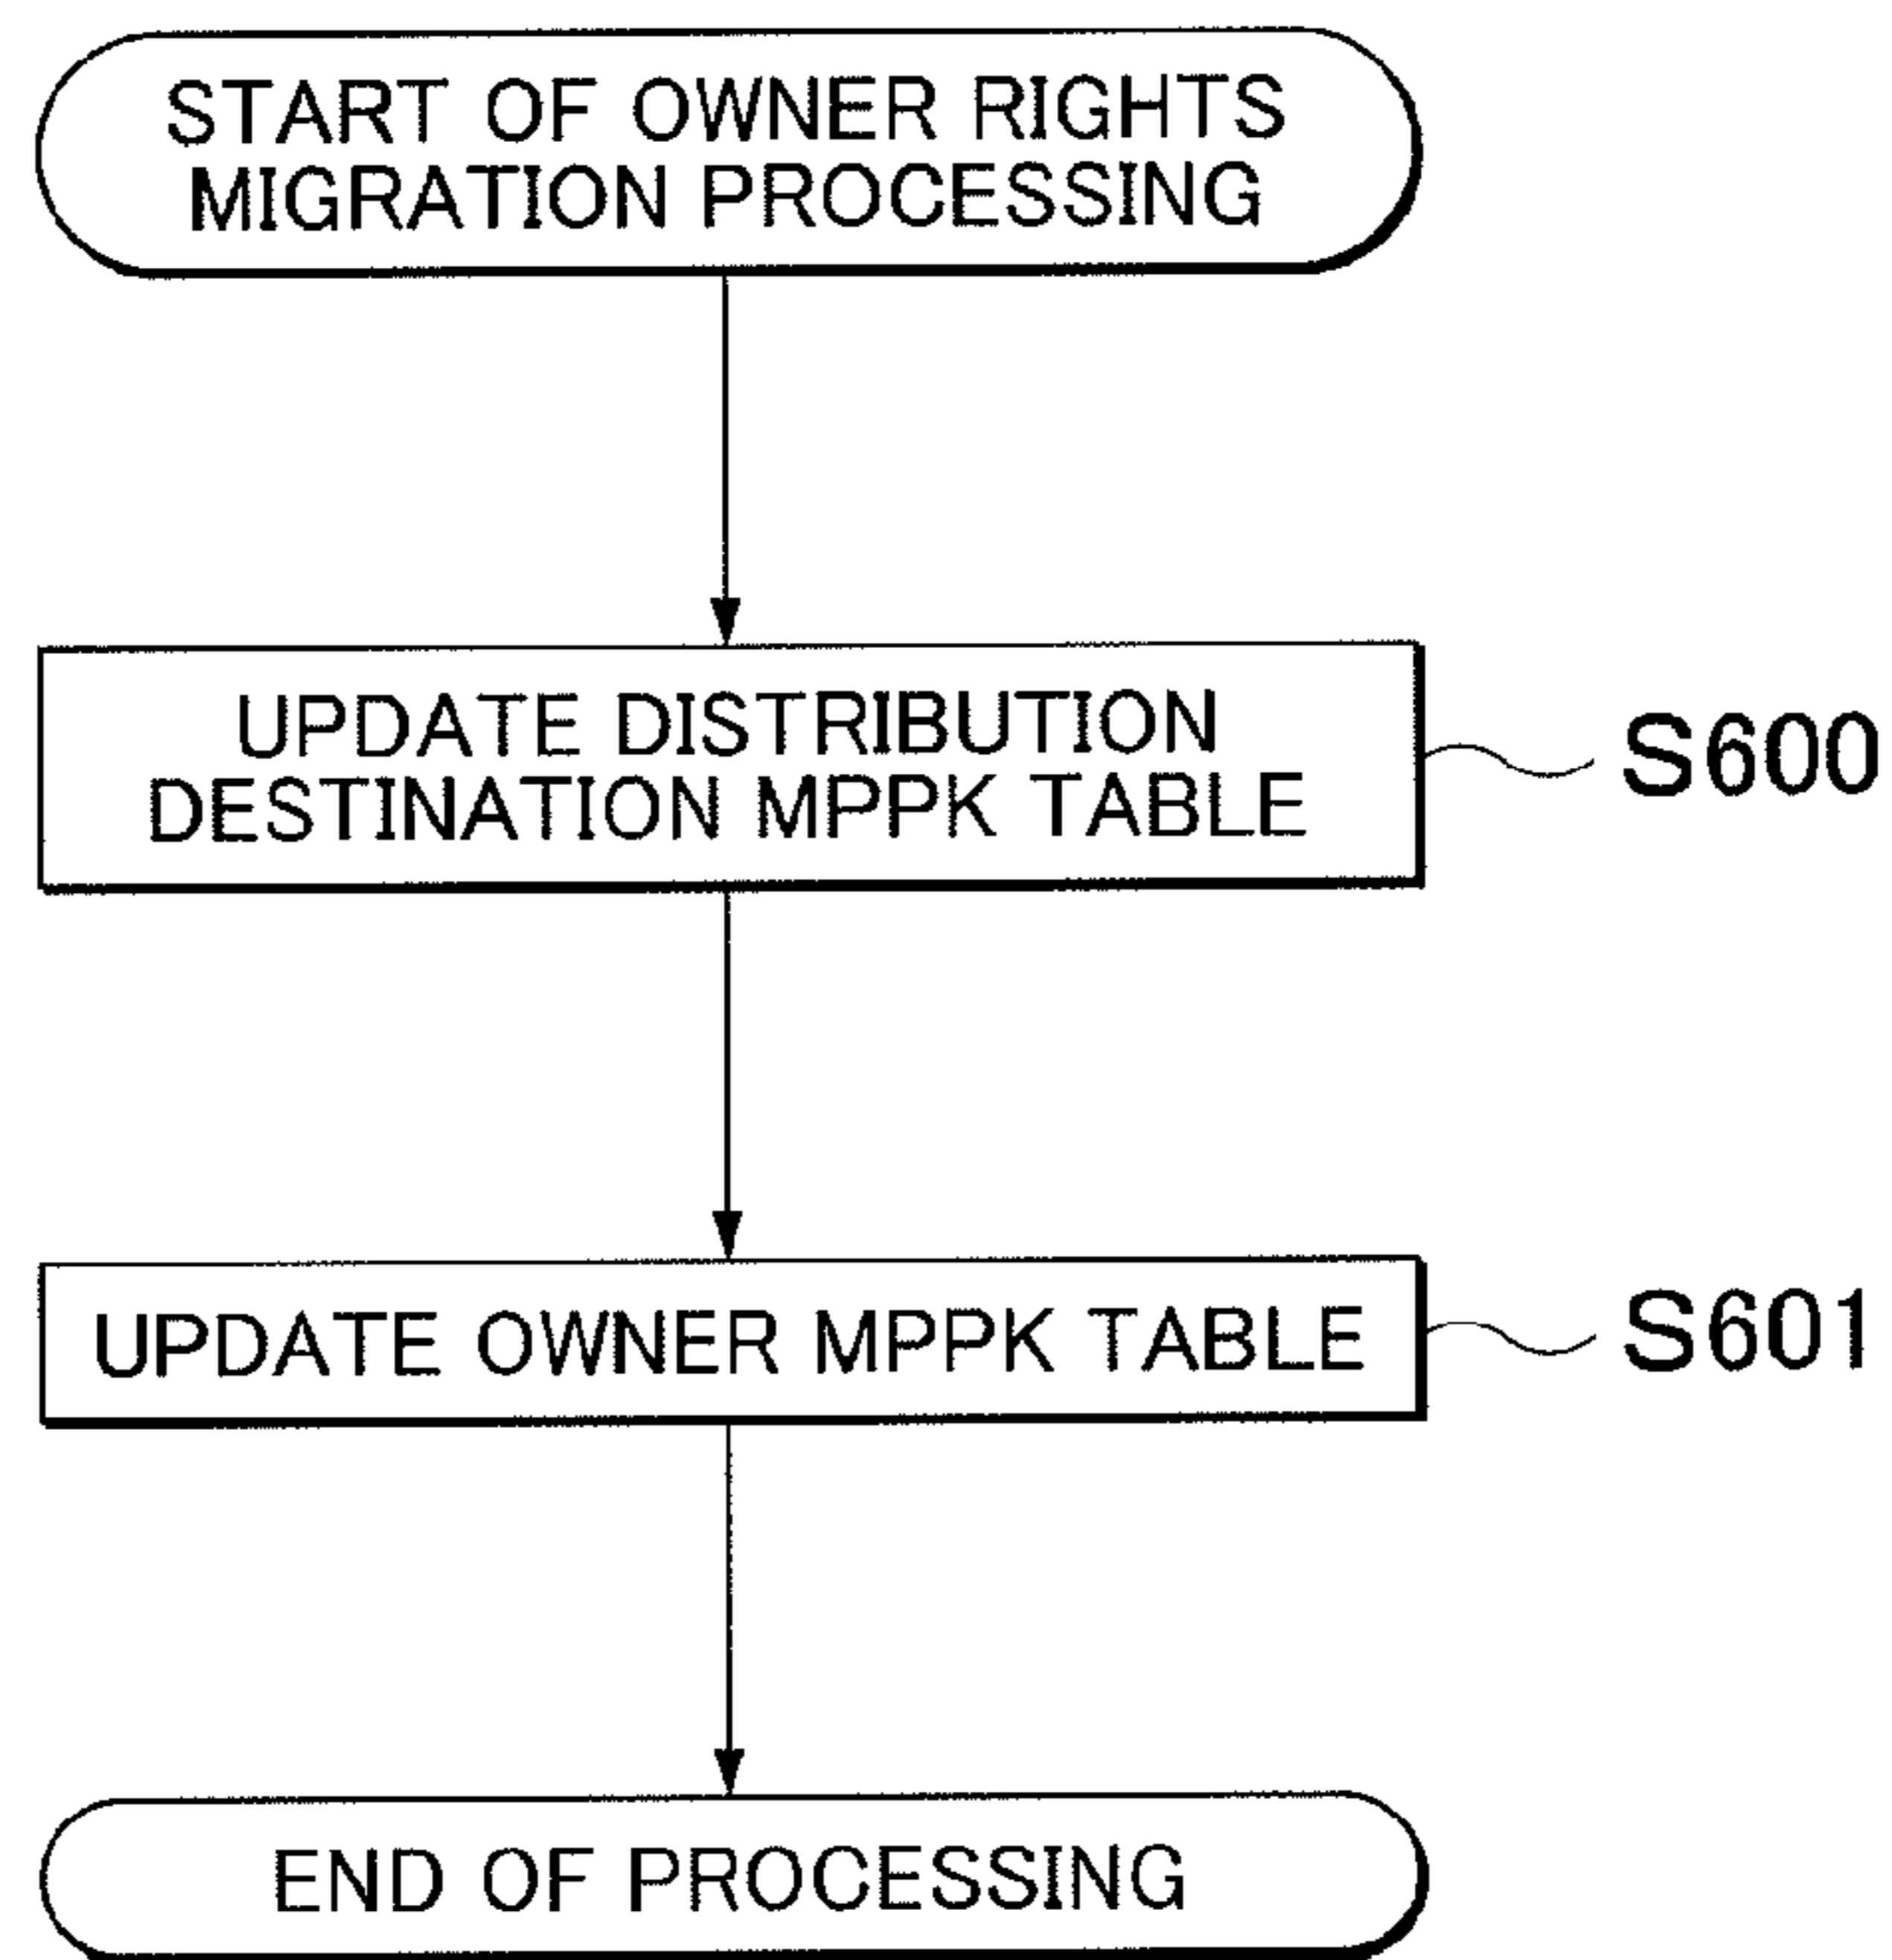 START OF OWNER RIGHTS
MIGRATION PROCESSING
UPDATE DISTRIBUTION
DESTINATION MPPK TABLE
S600
UPDATE OWNER MPPK TABLE
S601
END OF PROCESSING